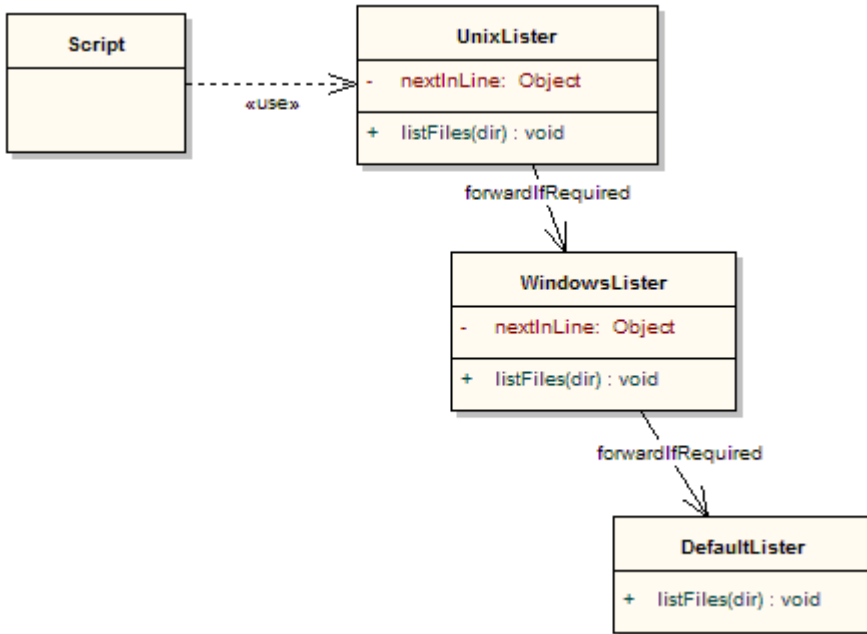 Script
«use»
UnixLister
- nextInLine: Object
+ listFiles(dir) : void
forwardIfRequired
WindowsLister
- nextInLine: Object
+ listFiles(dir) : void
forwardIfRequired
DefaultLister
+ listFiles(dir) : void